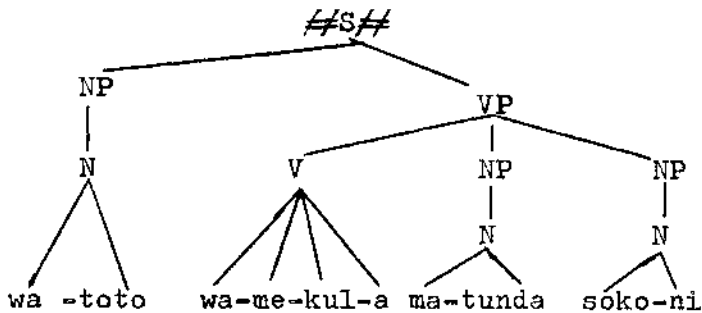 ##S##
NP
VP
N V NP NP
N N
wa -toto wa-me-kul-a ma-tunda soko-ni